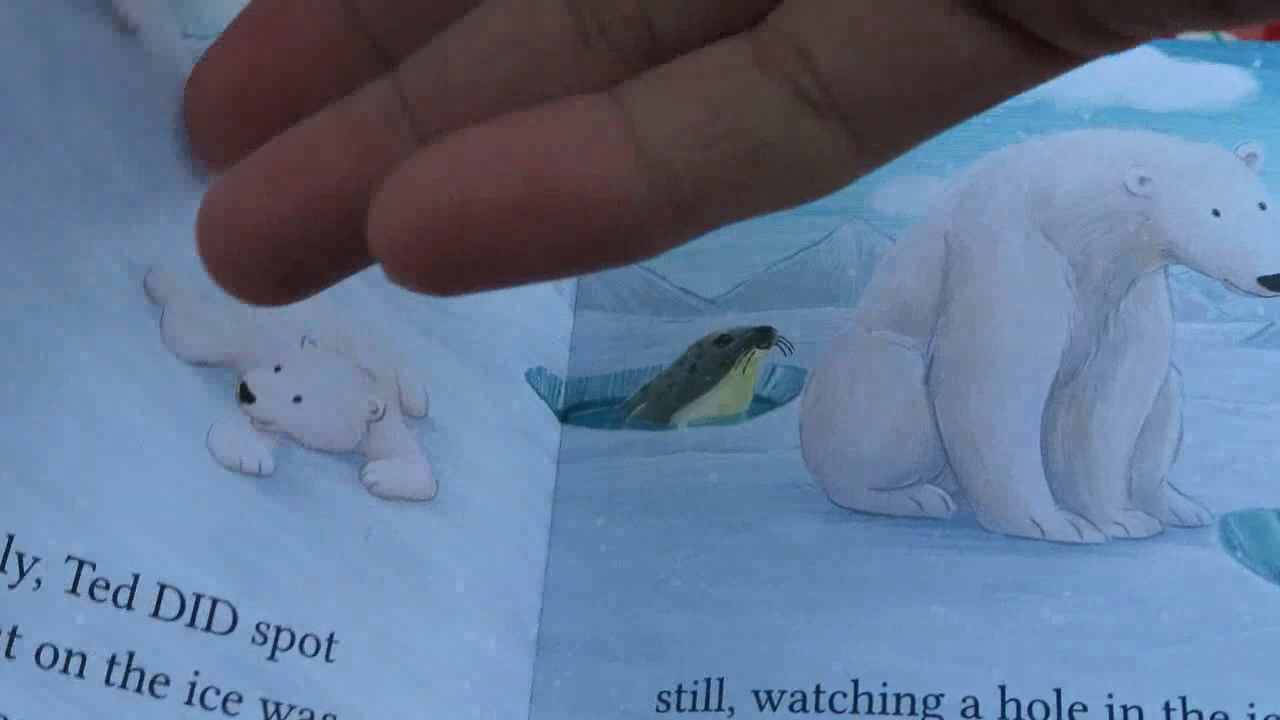 ly, Ted DID spot
t on the ice was
still, watching a hole in the ic